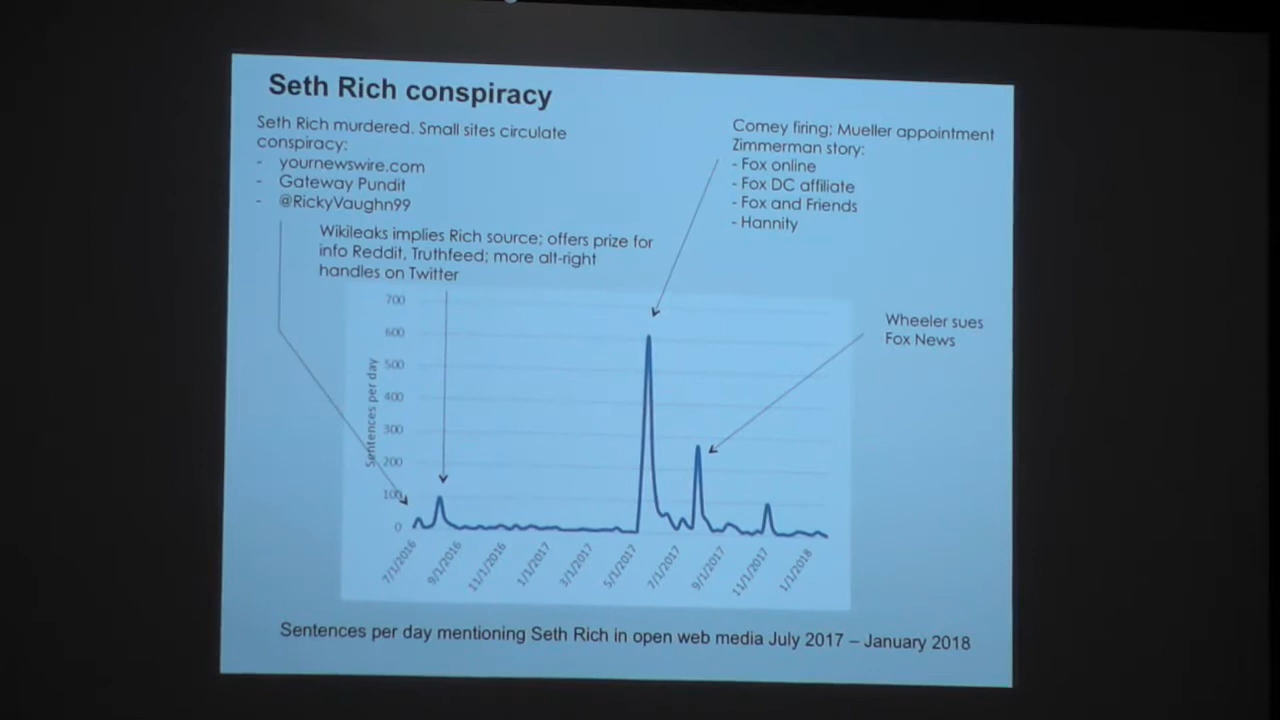 Seth Rich conspiracy
Seth Rich murdered. Small sites circulate
conspiracy:
- yournewswire.com
- Gateway Pundit
- @RickyVaughn99
Wikileaks implies Rich source; offers prize for
info Reddit, Truthfeed; more alt-right
handles on Twitter
Comey firing; Mueller appointment
Zimmerman story:
- Fox online
- Fox DC affiliate
- Fox and Friends
- Hannity
Wheeler sues
Fox News
Sentences per day
700
600
500
400
300
200
100
0
7/1/2016
9/1/2016
11/1/2016
1/1/2017
3/1/2017
5/1/2017
7/1/2017
9/1/2017
11/1/2017
1/1/2018
Sentences per day mentioning Seth Rich in open web media July 2017 – January 2018